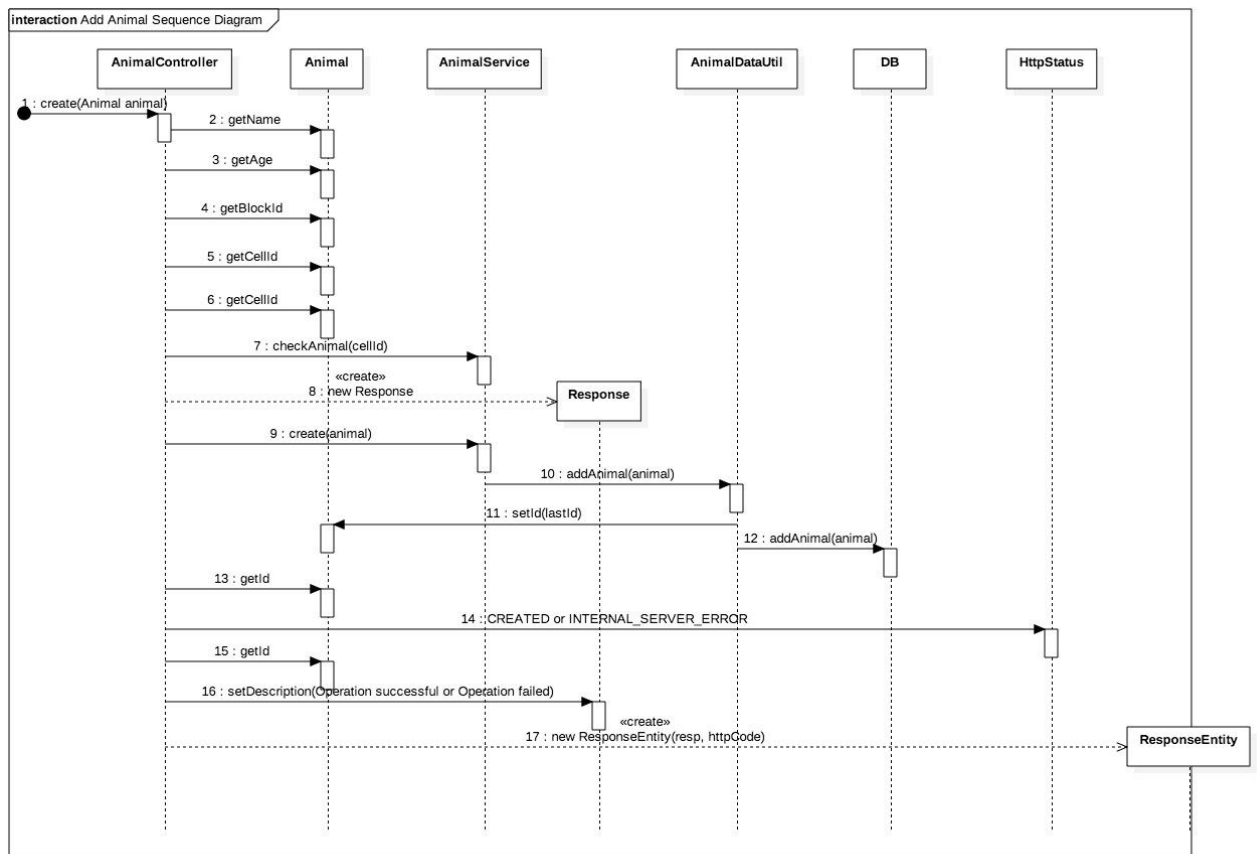 interaction Add Animal Sequence Diagram
AnimalController
Animal
AnimalService
AnimalDataUtil
DB
HttpStatus
1 : create(Animal animal)
2 : getName
3 : getAge
4 : getBlockId
5 : getCellId
6 : getCellId
7 : checkAnimal(cellId)
«create»
8 : new Response
Response
9 : create(animal)
10 : addAnimal(animal)
11 : setId(lastId)
12 : addAnimal(animal)
13 : getId
14 : CREATED or INTERNAL_SERVER_ERROR
15 : getId
16 : setDescription(Operation successful or Operation failed)
«create»
17 : new ResponseEntity(resp, httpCode)
ResponseEntity